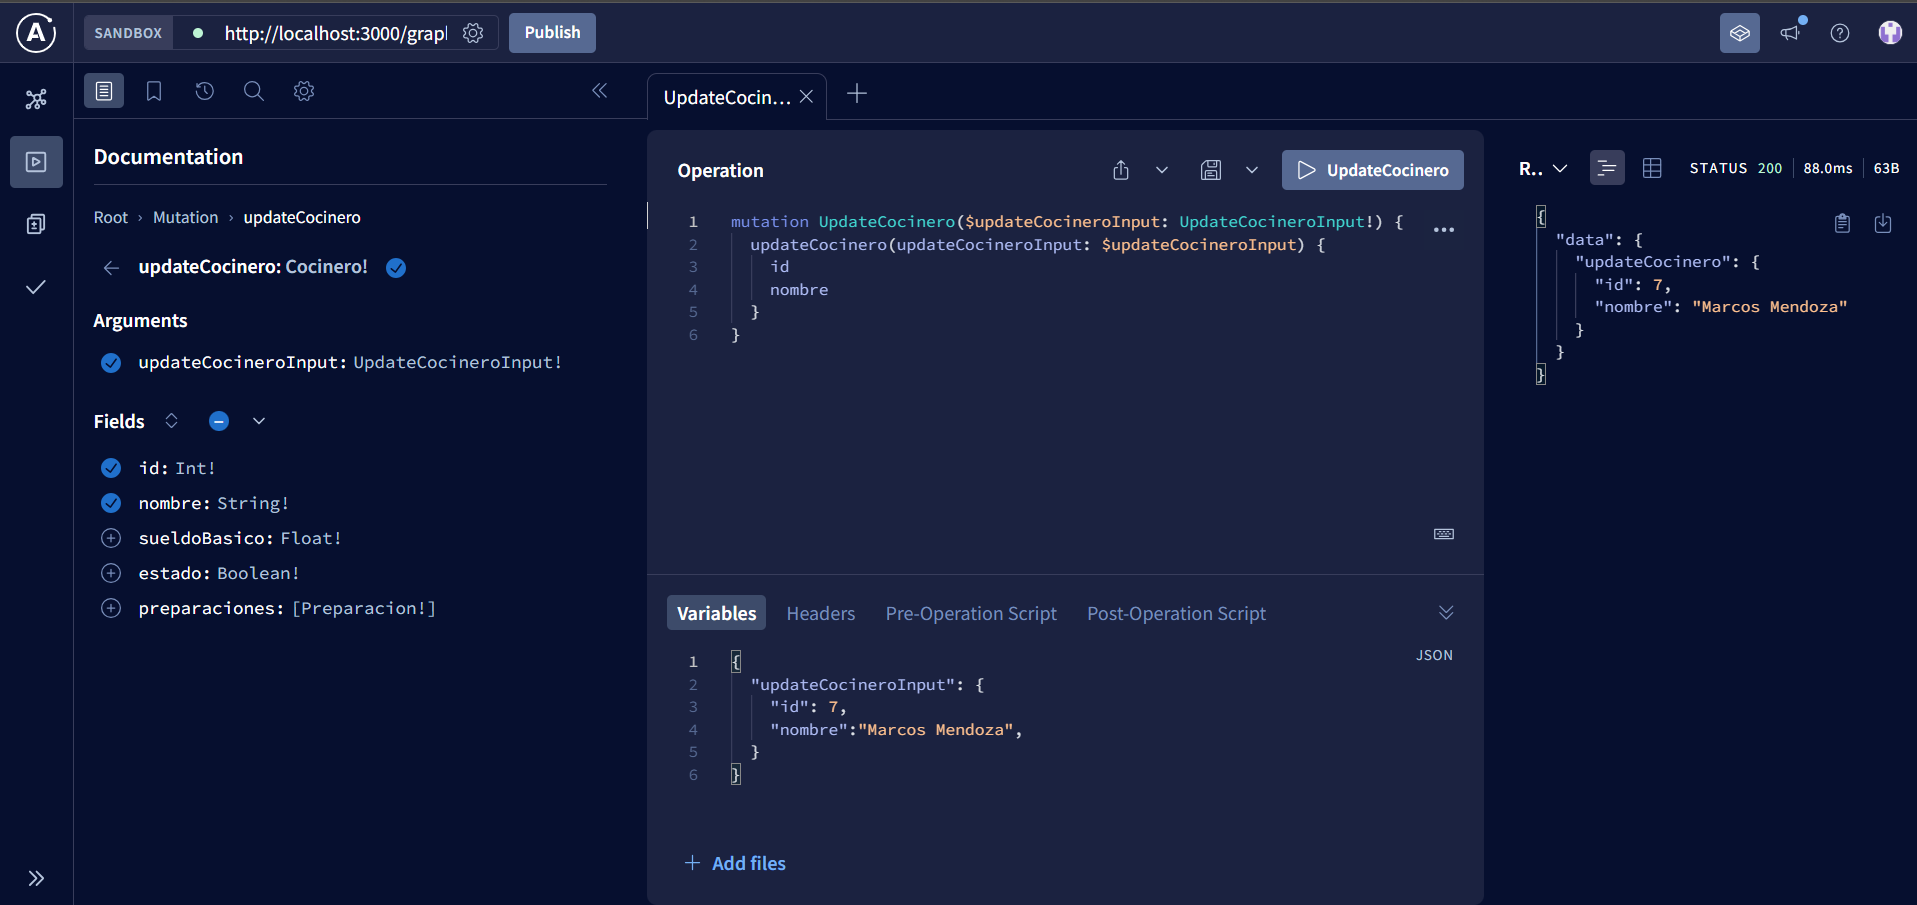 SANDBOX
http://localhost:3000/grap
Publish
UpdateCocin...
Documentation
Root › Mutation › updateCocinero
updateCocinero: Cocinero!
Arguments
updateCocineroInput: UpdateCocineroInput!
Fields
id: Int!
nombre: String!
sueldoBasico: Float!
estado: Boolean!
preparaciones: [Preparacion!]
Operation
UpdateCocinero
1 mutation UpdateCocinero($updateCocineroInput: UpdateCocineroInput!) {
2 updateCocinero(updateCocineroInput: $updateCocineroInput) {
3 id
4 nombre
5 }
6 }
Variables
Headers
Pre-Operation Script
Post-Operation Script
JSON
1 {
2 "updateCocineroInput": {
3 "id": 7,
4 "nombre":"Marcos Mendoza",
5 }
6 }
+ Add files
R..
STATUS 200
88.0ms
63B
{
"data": {
"updateCocinero": {
"id": 7,
"nombre": "Marcos Mendoza"
}
}
}